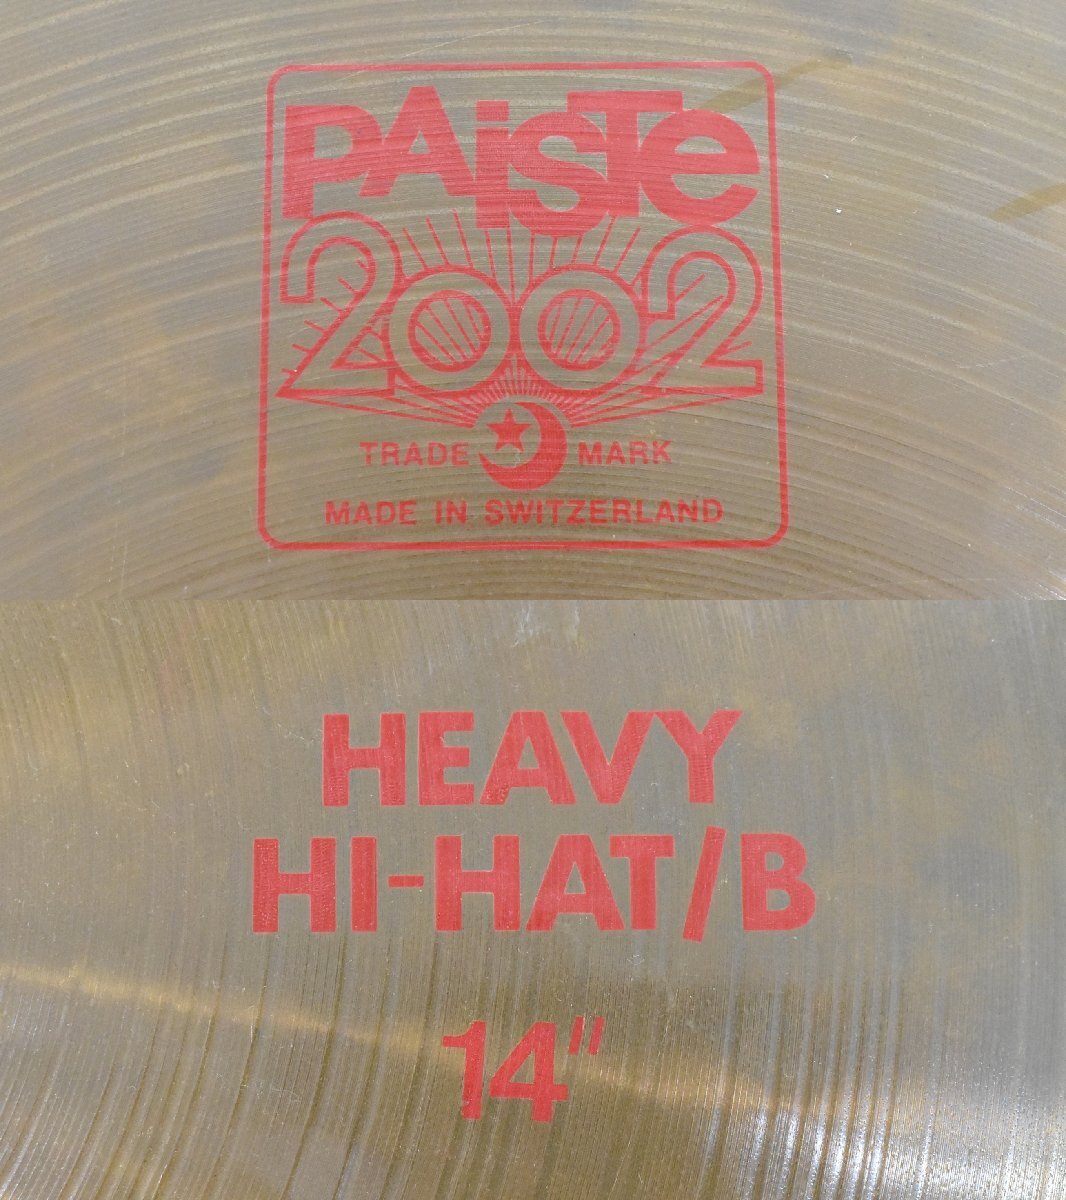 PAiSTe
2002
TRADE MARK
MADE IN SWITZERLAND
HEAVY
HI-HAT/B
14"